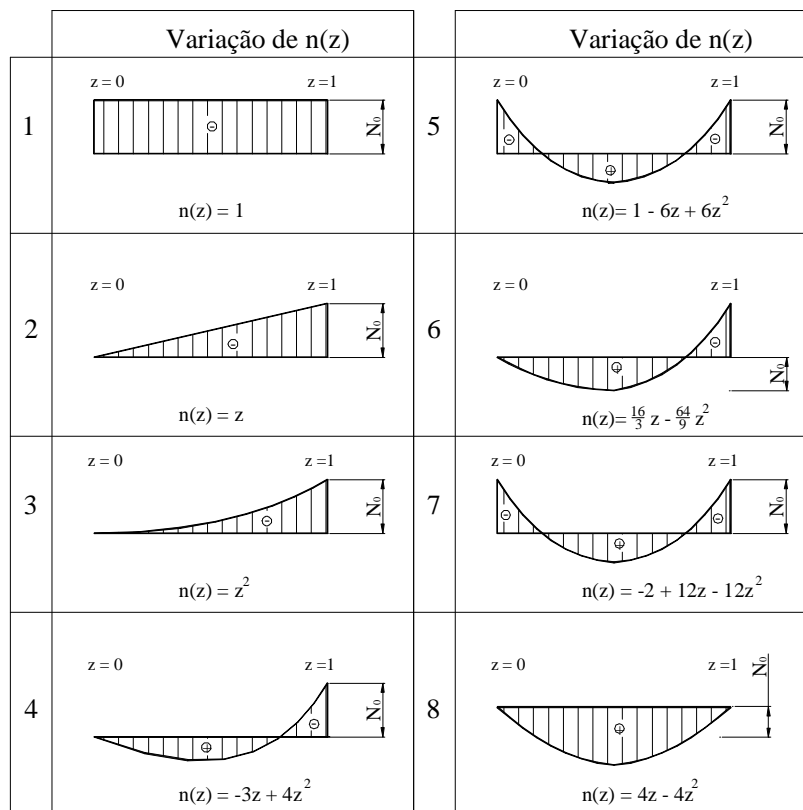 Variação de n(z)
Variação de n(z)
1
z = 0
z =1
N₀
⊖
n(z) = 1
5
z = 0
z =1
N₀
⊖
⊖
⊕
n(z)= 1 - 6z + 6z²
2
z = 0
z =1
N₀
⊖
n(z) = z
6
z = 0
z =1
N₀
⊖
⊕
N₀
n(z)= 16/3 z - 64/9 z²
3
z = 0
z =1
N₀
⊖
n(z) = z²
7
z = 0
z =1
N₀
⊖
⊖
⊕
n(z) = -2 + 12z - 12z²
4
z = 0
z =1
N₀
⊖
⊕
n(z) = -3z + 4z²
8
z = 0
z =1
N₀
⊕
n(z) = 4z - 4z²